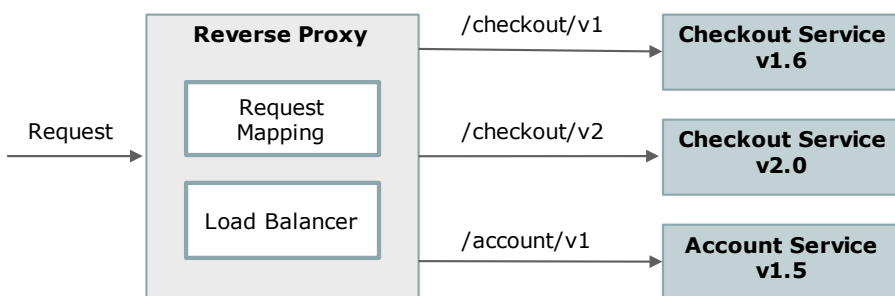 Request
Reverse Proxy
Request
Mapping
Load Balancer
/checkout/v1
Checkout Service
v1.6
/checkout/v2
Checkout Service
v2.0
/account/v1
Account Service
v1.5